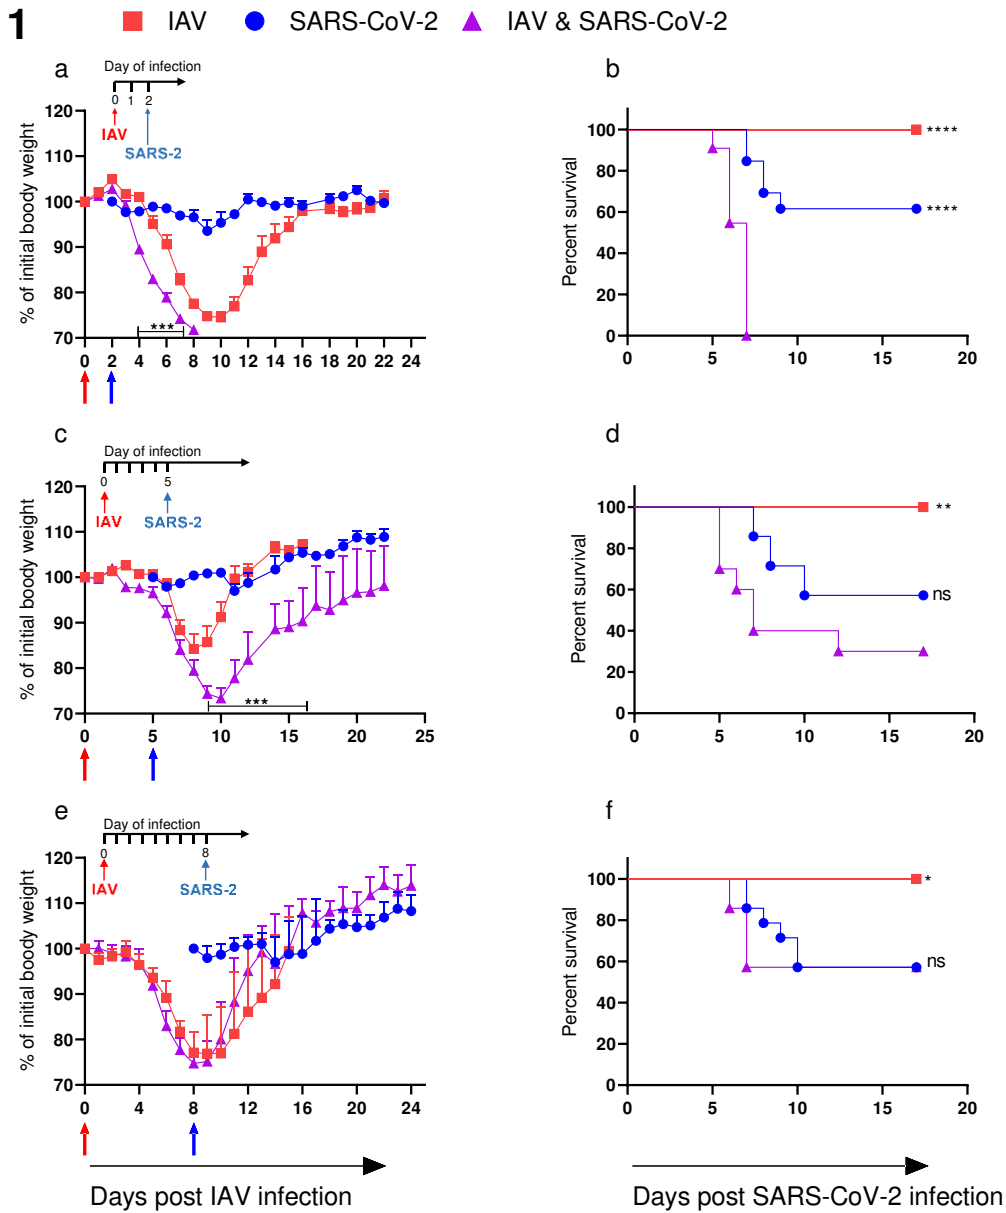 1
IAV SARS-CoV-2 IAV & SARS-CoV-2
a
Day of infection
0 1 2
IAV
SARS-2
% of initial boody weight
120
110
100
90
80
70
***
0 2 4 6 8 10 12 14 16 18 20 22 24
b
Percent survival
100
80
60
40
20
0
****
****
0 5 10 15 20
c
Day of infection
0 5
IAV SARS-2
% of initial boody weight
120
110
100
90
80
70
***
0 5 10 15 20 25
d
Percent survival
100
80
60
40
20
0
**
ns
0 5 10 15 20
e
Day of infection
0 8
IAV SARS-2
% of initial boody weight
120
110
100
90
80
70
0 4 8 12 16 20 24
f
Percent survival
100
80
60
40
20
0
*
ns
0 5 10 15 20
Days post IAV infection
Days post SARS-CoV-2 infection